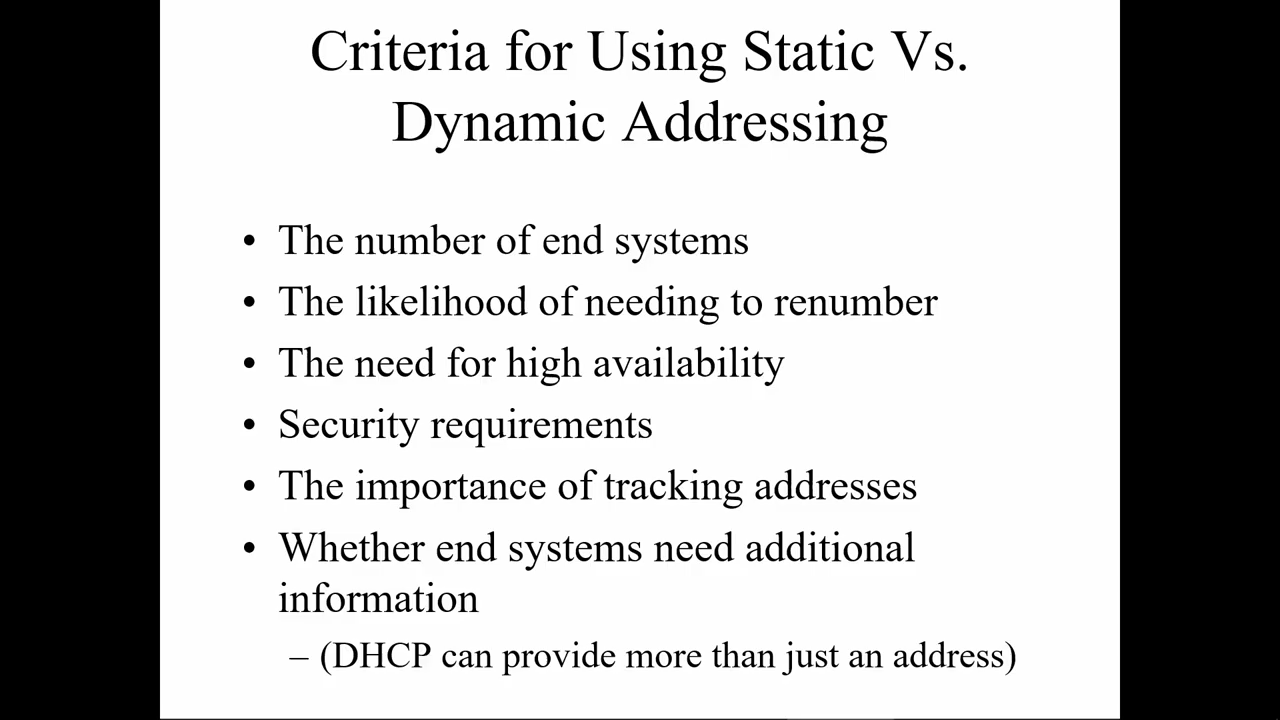 Criteria for Using Static Vs.
Dynamic Addressing
• The number of end systems
• The likelihood of needing to renumber
• The need for high availability
• Security requirements
• The importance of tracking addresses
• Whether end systems need additional
information
– (DHCP can provide more than just an address)